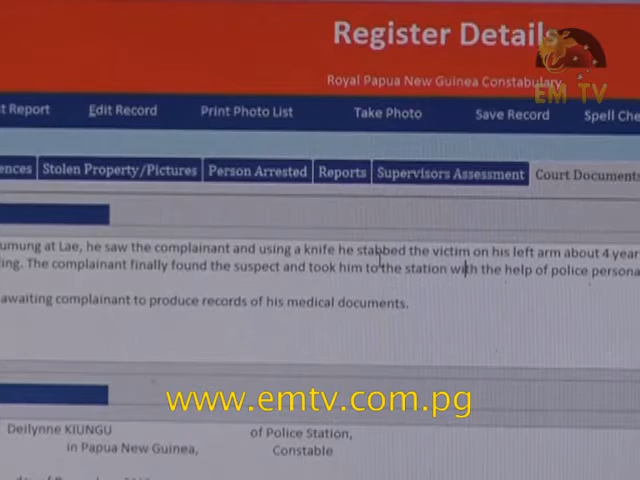 Register Details
Royal Papua New Guinea Constabulary
EM TV
t Report Edit Record Print Photo List Take Photo Save Record Spell Che
ences Stolen Property/Pictures Person Arrested Reports Supervisors Assessment Court Documents
umung at Lae, he saw the complainant and using a knife he stabbed the victim on his left arm about 4 years
ing. The complainant finally found the suspect and took him to the station with the help of police persona
awaiting complainant to produce records of his medical documents.
www.emtv.com.pg
Deilynne KIUNGU of Police Station,
in Papua New Guinea, Constable